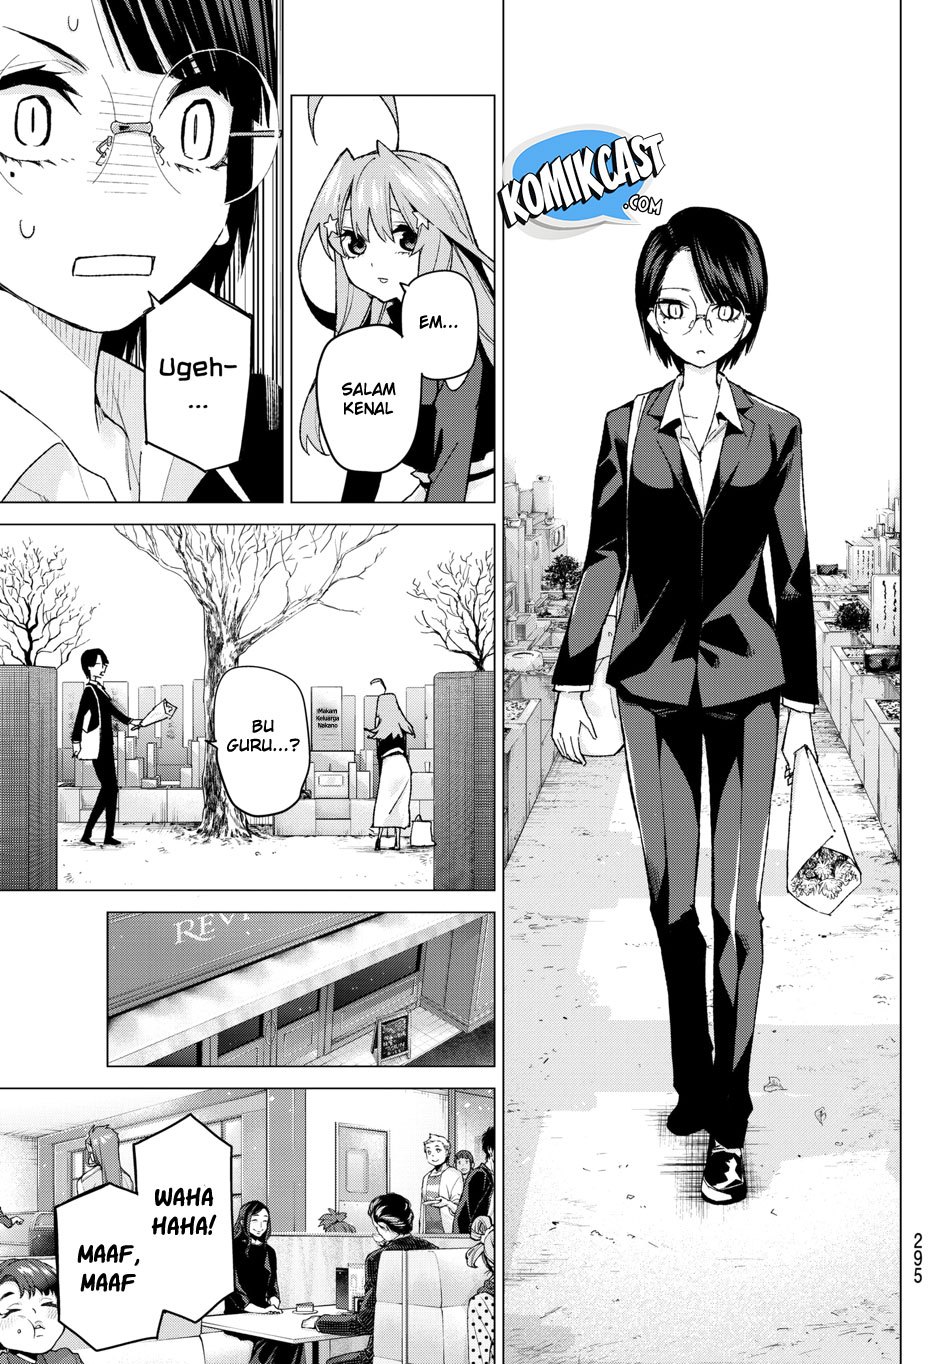 KOMIKCAST
.COM
EM...
SALAM
KENAL
Ugeh-
...
Makam
Keluarga
Nakano
BU
GURU...?
REV
WAHA
HAHA!
MAAF,
MAAF
295